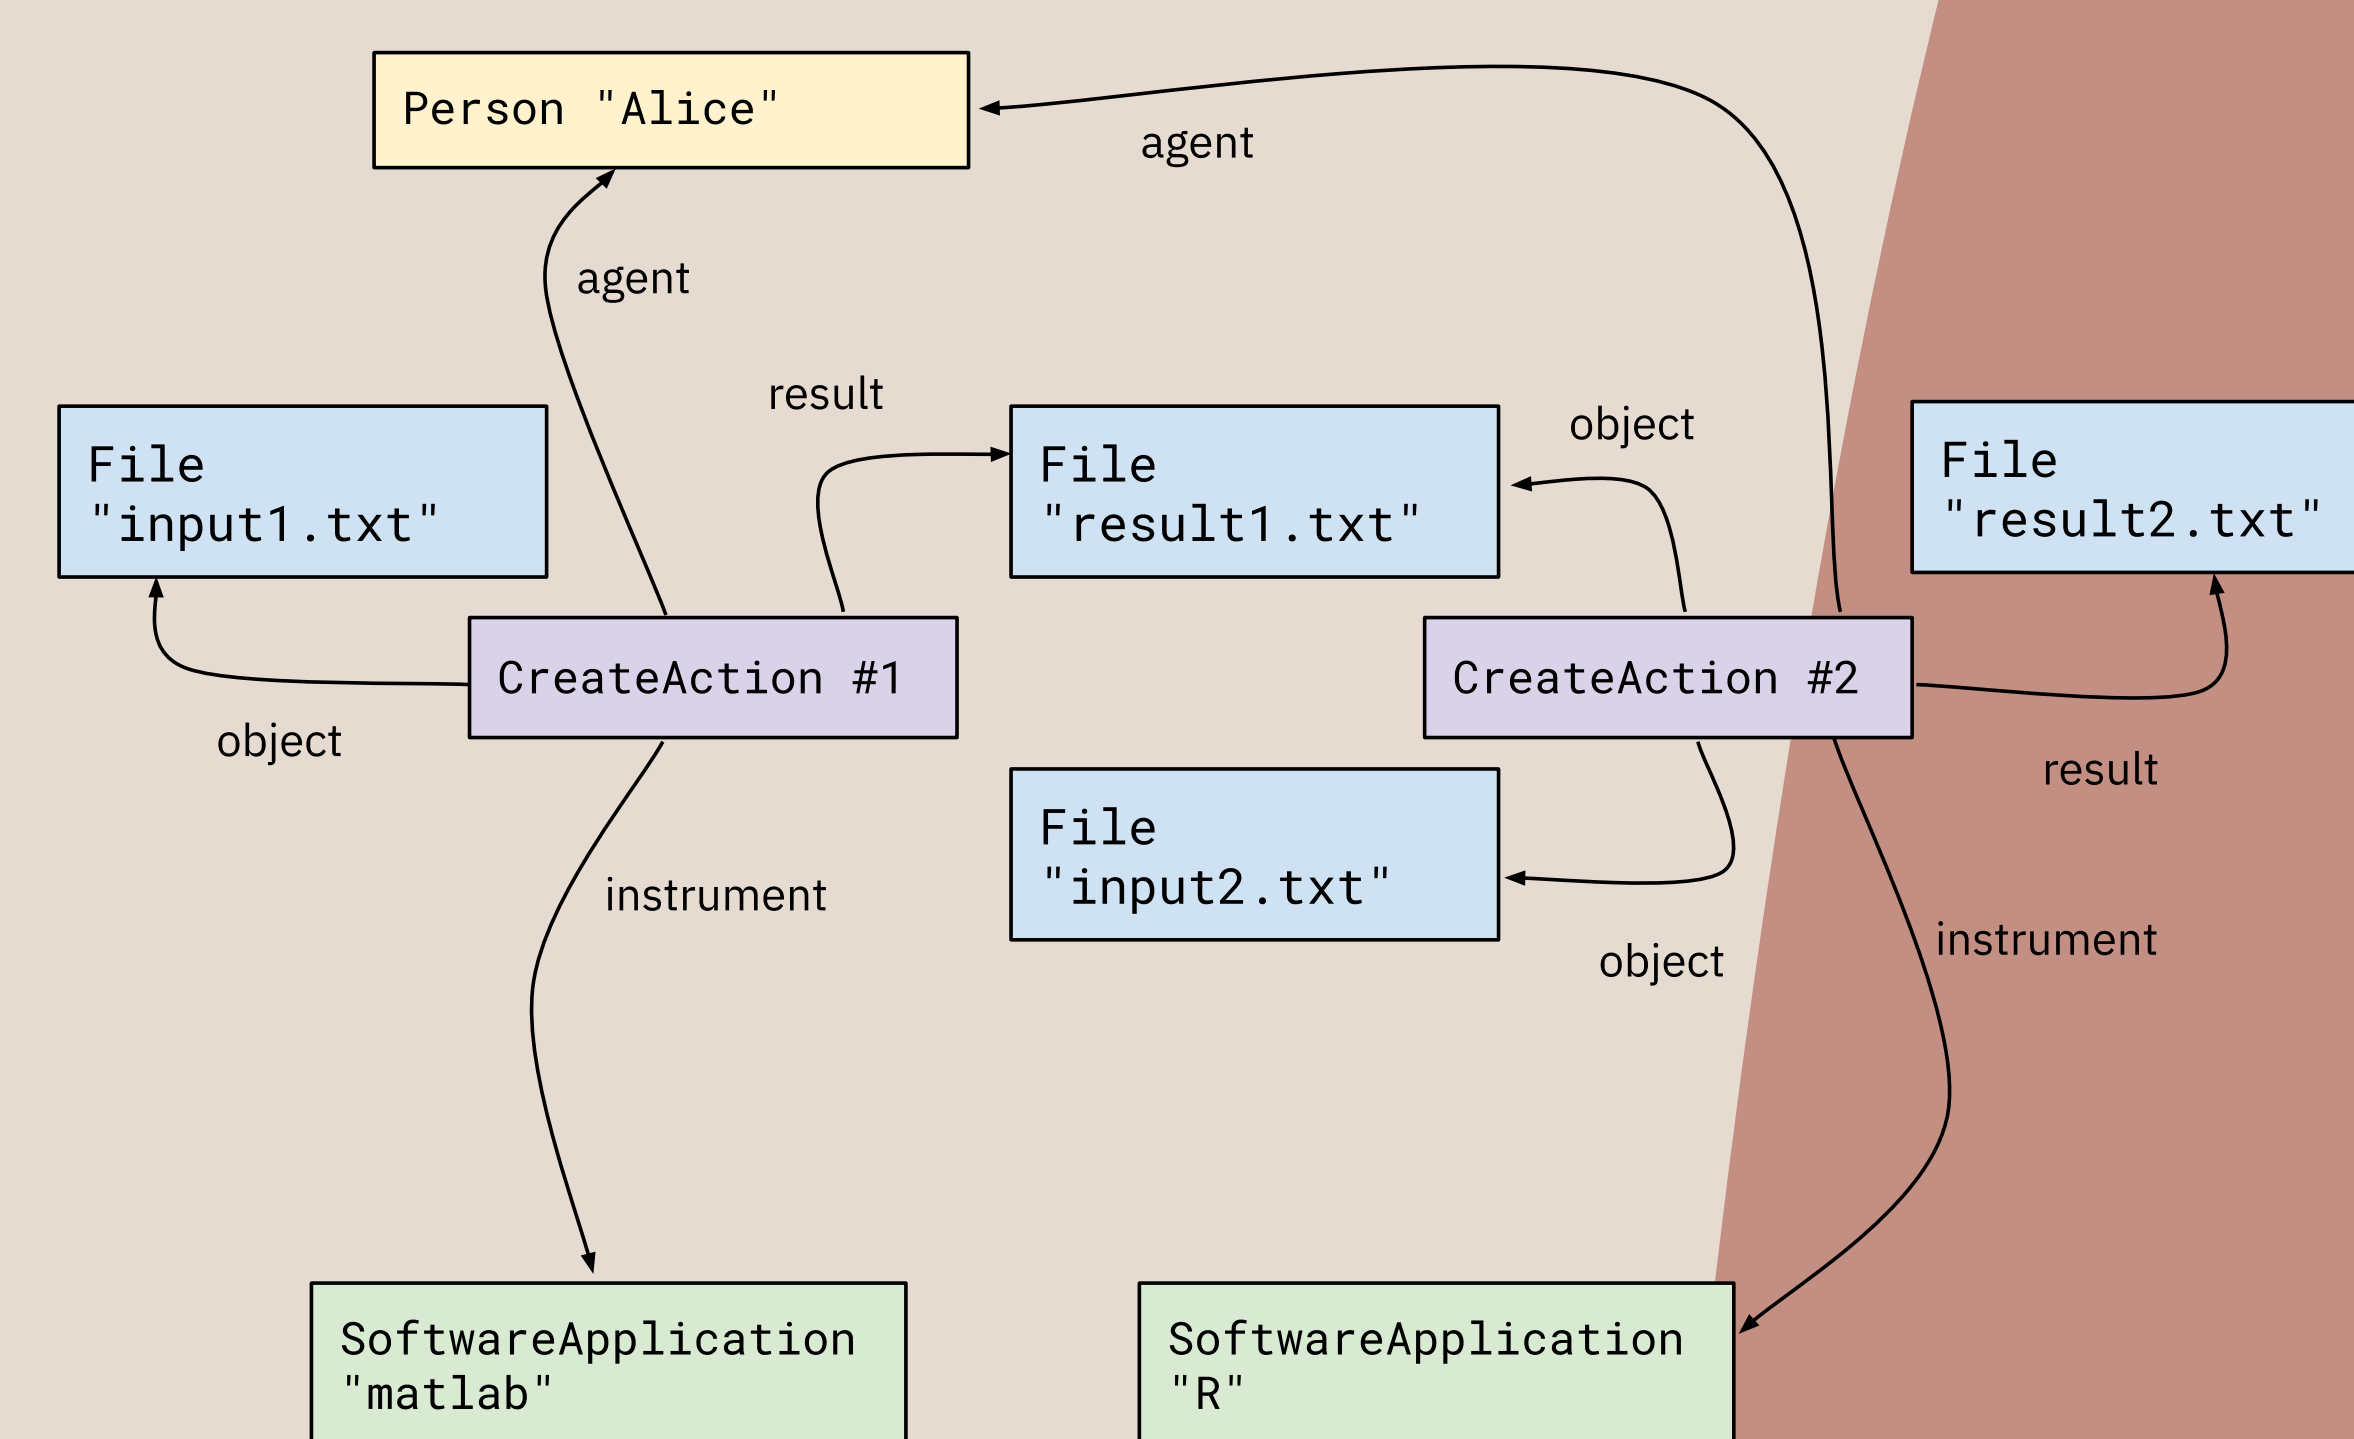 Person "Alice"
agent
agent
result
object
File
"input1.txt"
File
"result1.txt"
File
"result2.txt"
CreateAction #1
CreateAction #2
object
result
File
"input2.txt"
instrument
instrument
object
SoftwareApplication
"matlab"
SoftwareApplication
"R"